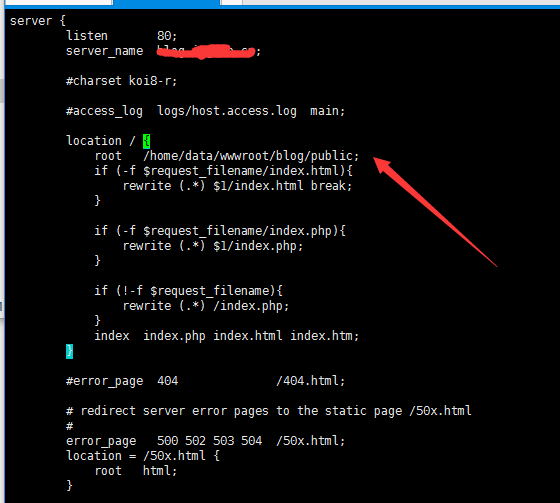 server {
listen 80;
server_name
#charset koi8-r;
#access_log logs/host.access.log main;
location / {
root /home/data/wwwroot/blog/public;
if (-f $request_filename/index.html){
rewrite (.*) $1/index.html break;
}
if (-f $request_filename/index.php){
rewrite (.*) $1/index.php;
}
if (!-f $request_filename){
rewrite (.*) /index.php;
}
index index.php index.html index.htm;
}
#error_page 404 /404.html;
# redirect server error pages to the static page /50x.html
#
error_page 500 502 503 504 /50x.html;
location = /50x.html {
root html;
}